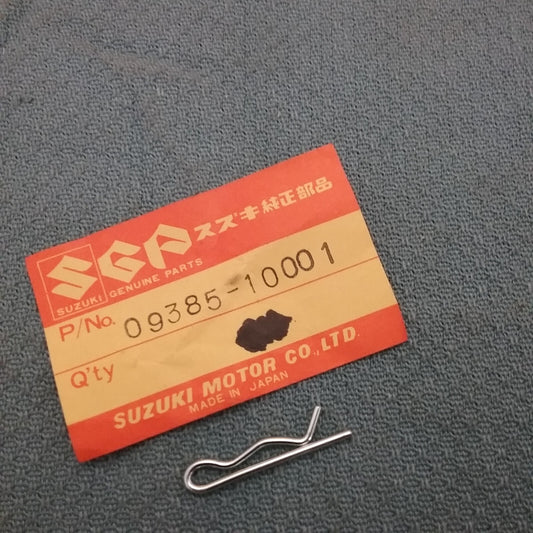 SGP スズキ純正部品
SUZUKI GENUINE PARTS
P/No. 09385-10001
Q'ty
SUZUKI MOTOR CO.,LTD.
MADE IN JAPAN